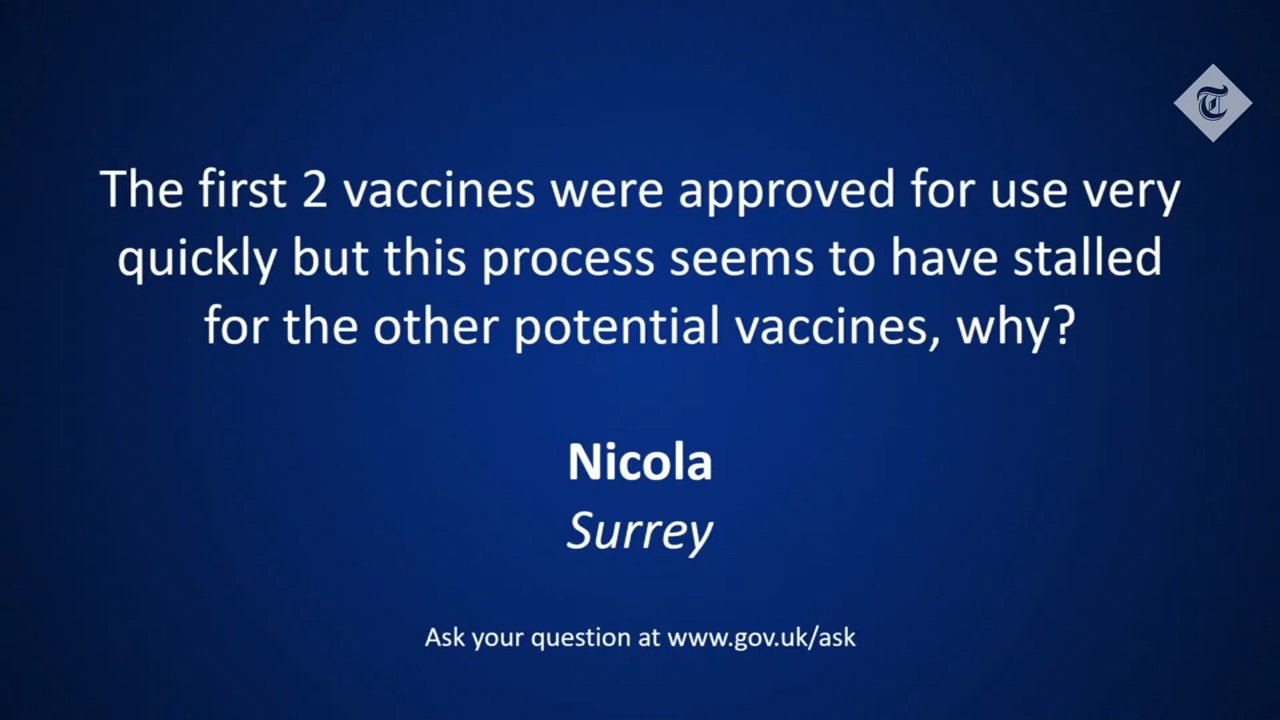 The first 2 vaccines were approved for use very
quickly but this process seems to have stalled
for the other potential vaccines, why?
Nicola
Surrey
Ask your question at www.gov.uk/ask
T